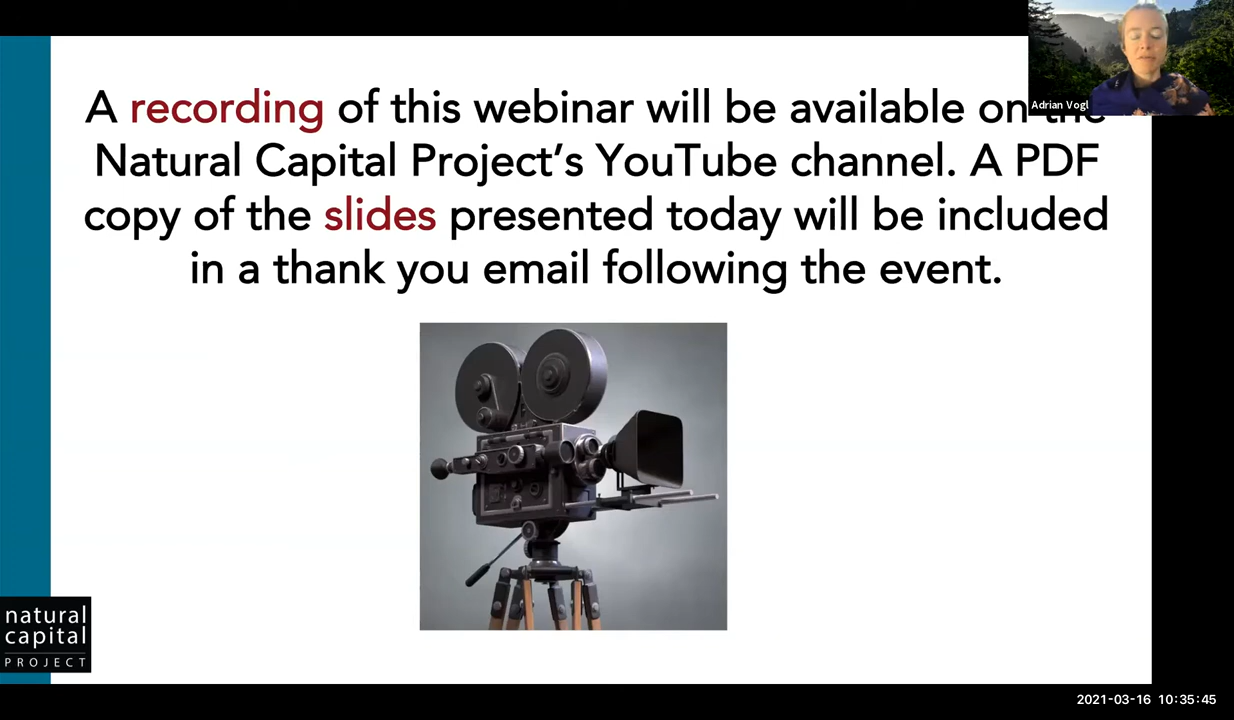 A recording of this webinar will be available on the
Natural Capital Project’s YouTube channel. A PDF
copy of the slides presented today will be included
in a thank you email following the event.
Adrian Vogl
natural
capital
PROJECT
2021-03-16 10:35:45